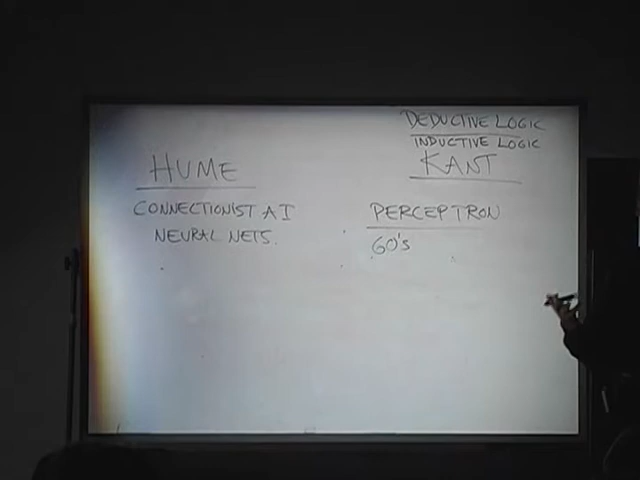 DEDUCTIVE LOGIC
INDUCTIVE LOGIC
HUME
KANT
CONNECTIONIST AI
NEURAL NETS.
PERCEPTRON
60's